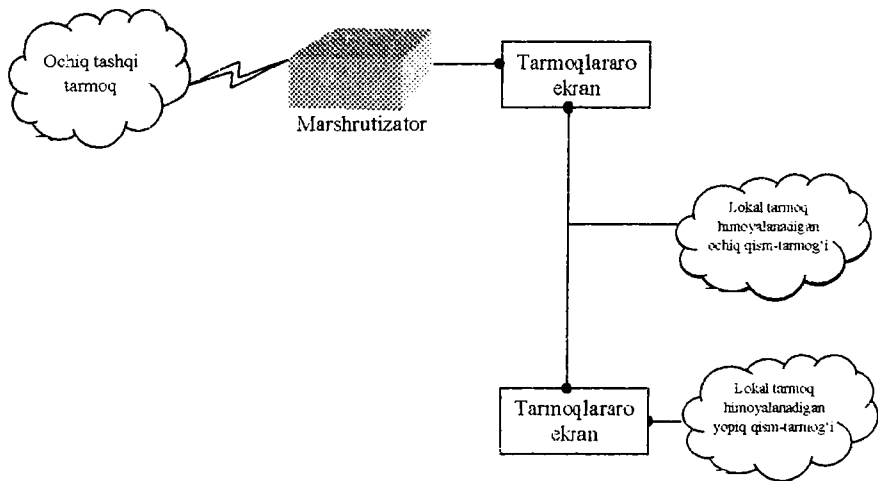 Ochiq tashqi
tarmoq
Marshrutizator
Tarmoqlararo
ekran
Lokal tarmoq
himoyalanadigan
ochiq qism-tarmog'i
Tarmoqlararo
ekran
Lokal tarmoq
himoyalanadigan
yopiq qism-tarmog'i